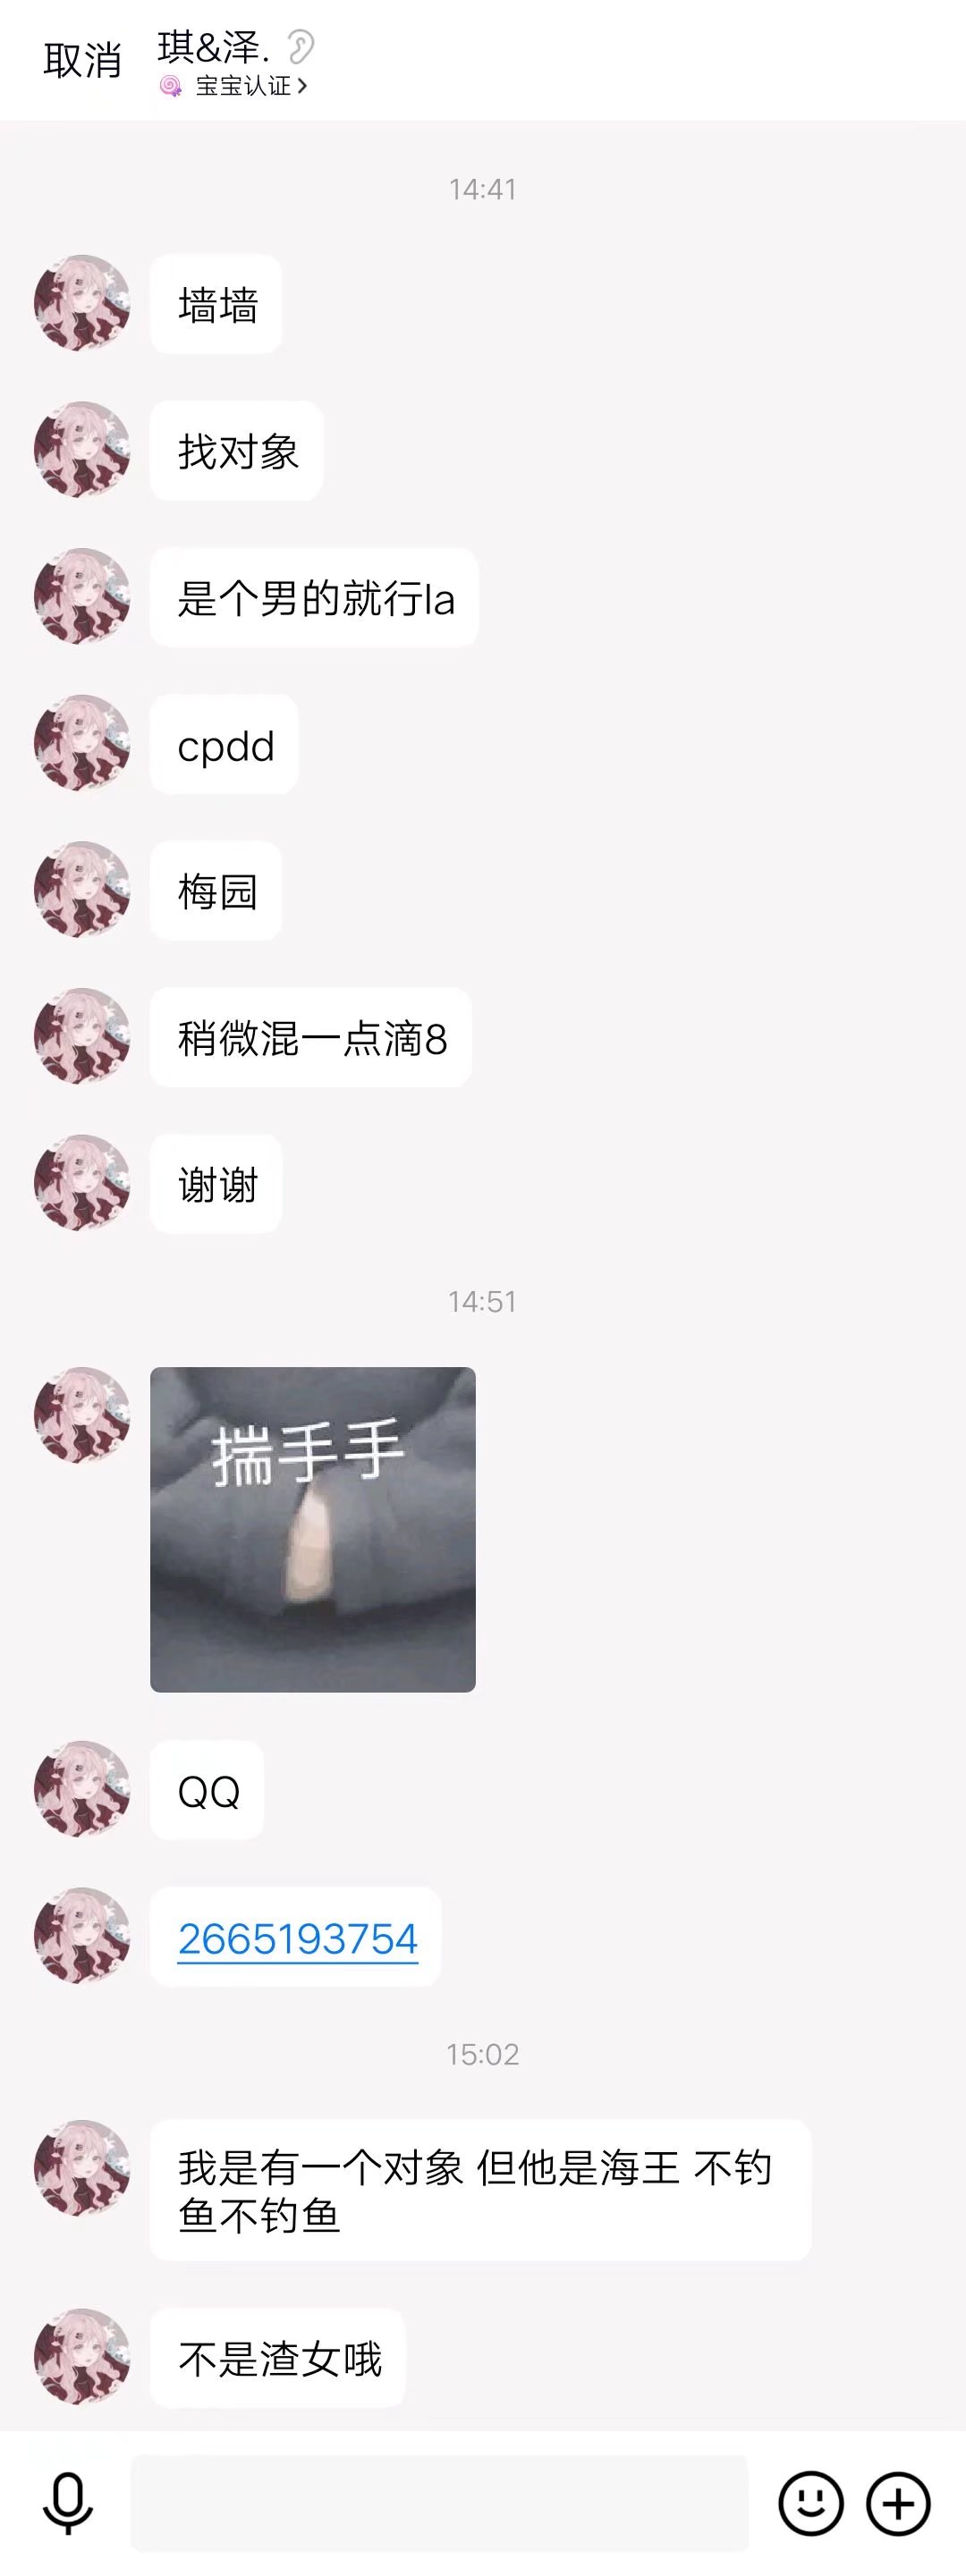 取消
琪&泽.
宝宝认证
14:41
墙墙
找对象
是个男的就行la
cpdd
梅园
稍微混一点滴8
谢谢
14:51
揣手手
QQ
2665193754
15:02
我是有一个对象 但他是海王 不钓
鱼不钓鱼
不是渣女哦